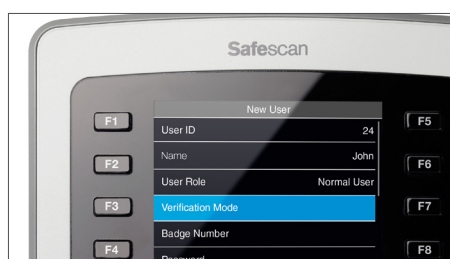 Safescan
New User
F1
F5
User ID 24
Name John
F2
F6
User Role Normal User
F3
F7
Verification Mode
Badge Number
F4
F8
Password